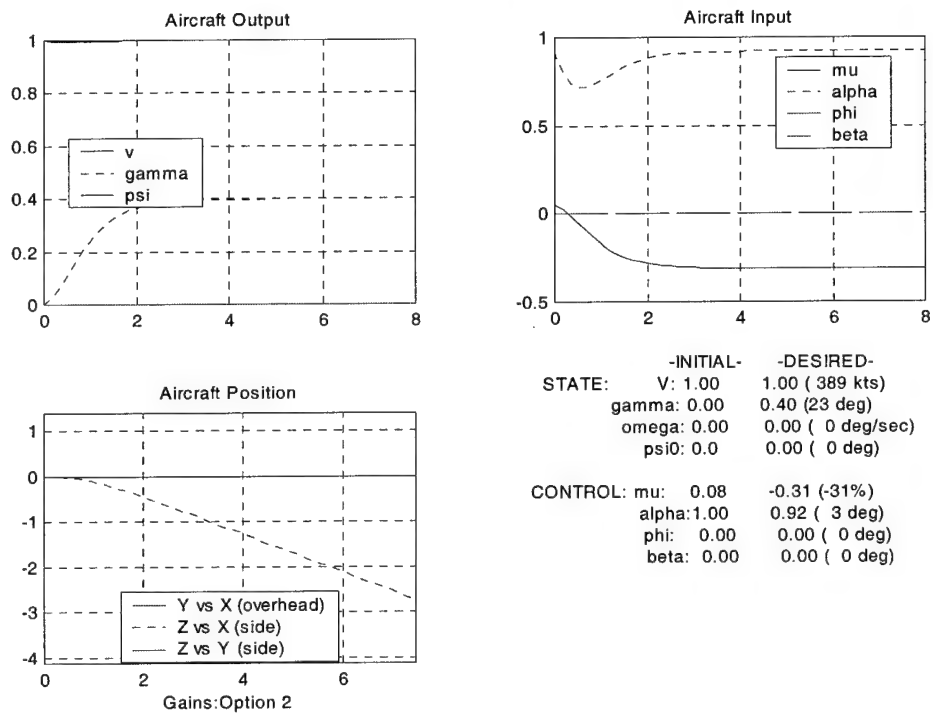 Aircraft Output
1
0.8
0.6
0.4
0.2
0
0 2 4 6 8
v
gamma
psi
Aircraft Input
1
0.5
0
-0.5
0 2 4 6 8
mu
alpha
phi
beta
Aircraft Position
1
0
-1
-2
-3
-4
0 2 4 6
Y vs X (overhead)
Z vs X (side)
Z vs Y (side)
Gains:Option 2
-INITIAL- -DESIRED-
STATE: V: 1.00 1.00 ( 389 kts)
gamma: 0.00 0.40 (23 deg)
omega: 0.00 0.00 ( 0 deg/sec)
psi0: 0.0 0.00 ( 0 deg)
CONTROL: mu: 0.08 -0.31 (-31%)
alpha:1.00 0.92 ( 3 deg)
phi: 0.00 0.00 ( 0 deg)
beta: 0.00 0.00 ( 0 deg)